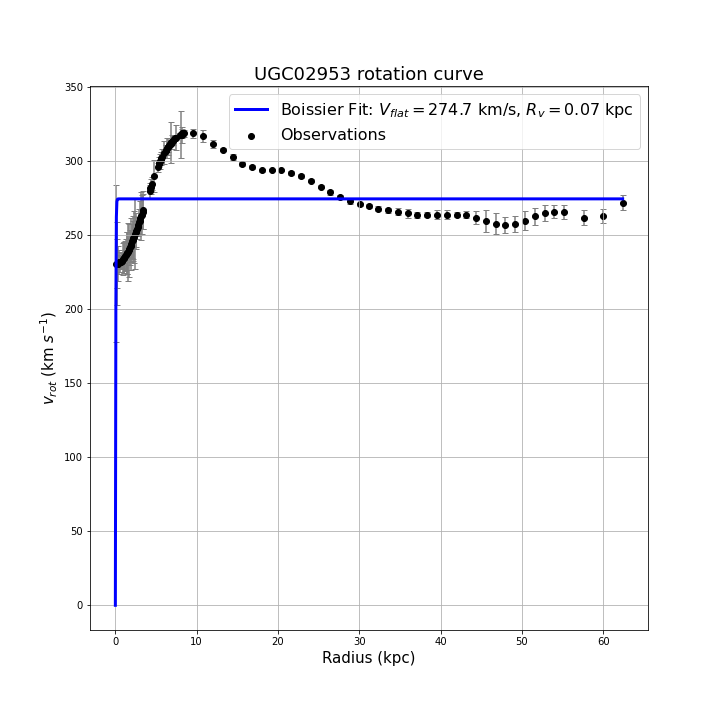 UGC02953 rotation curve
Boissier Fit: $V_{flat} = 274.7$ km/s, $R_v = 0.07$ kpc
Observations
350
300
250
200
150
100
50
0
$v_{rot}$ (km $s^{-1}$)
0 10 20 30 40 50 60
Radius (kpc)